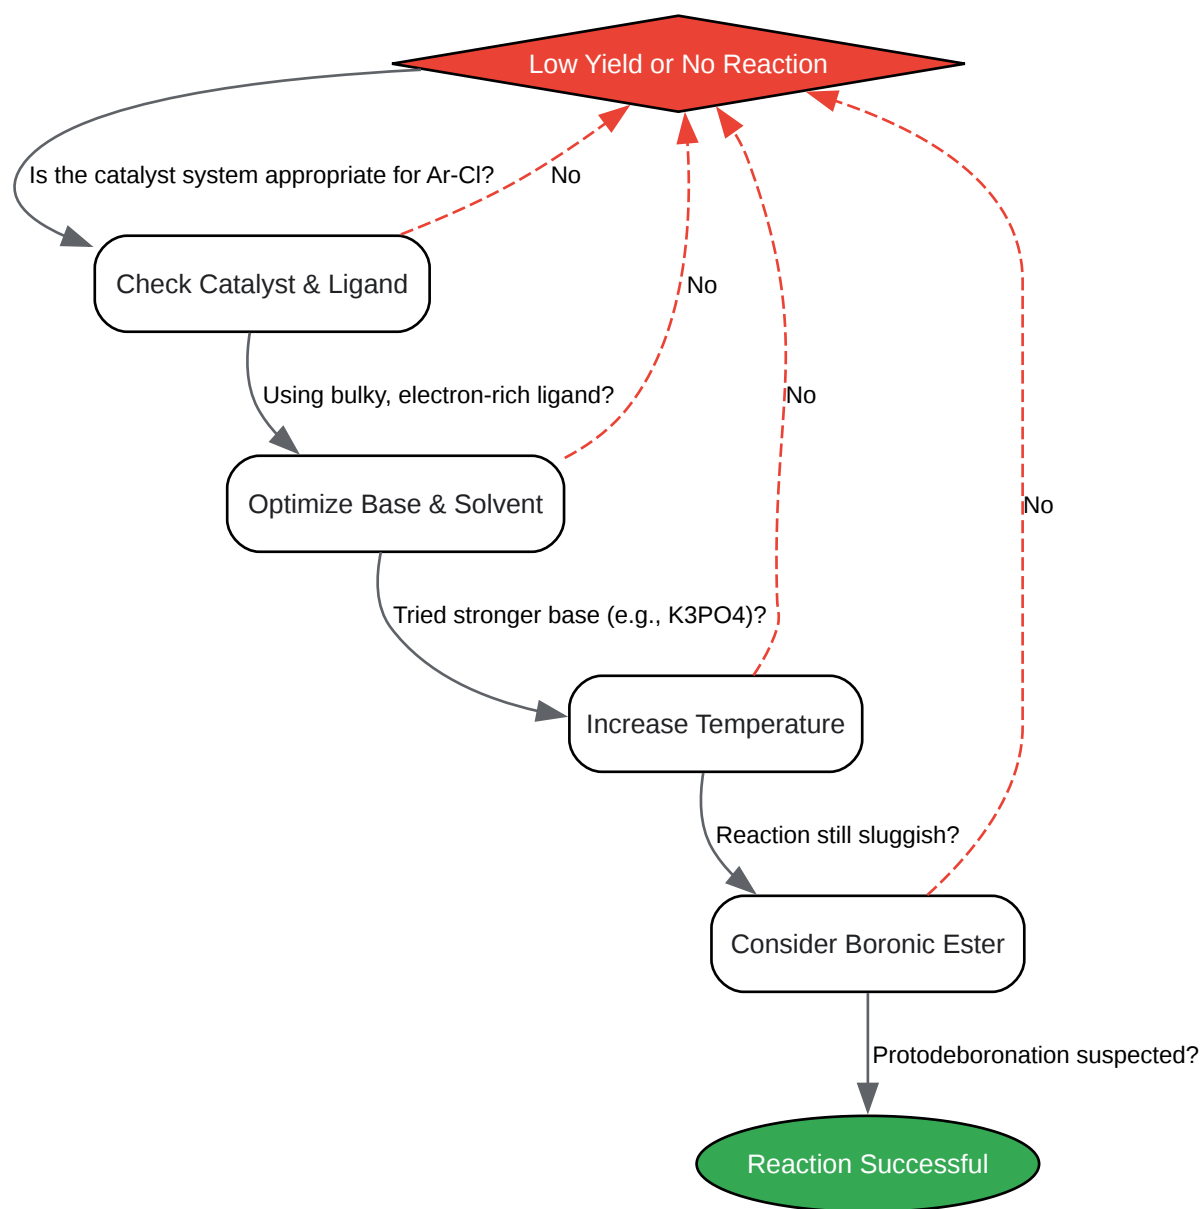 Low Yield or No Reaction
Is the catalyst system appropriate for Ar-Cl?
No
Check Catalyst & Ligand
No
Using bulky, electron-rich ligand?
No
Optimize Base & Solvent
No
Tried stronger base (e.g., K3PO4)?
Increase Temperature
Reaction still sluggish?
Consider Boronic Ester
Protodeboronation suspected?
Reaction Successful